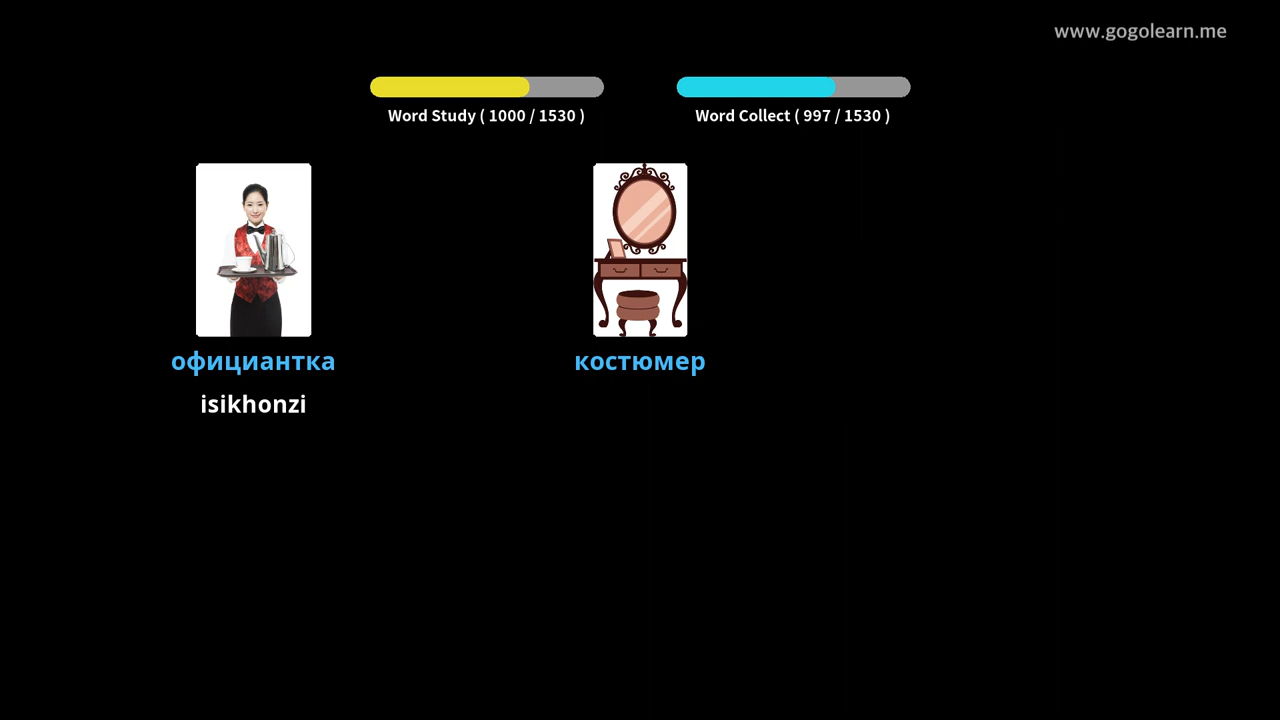 www.gogolearn.me
Word Study ( 1000 / 1530 )
Word Collect ( 997 / 1530 )
официантка
костюмер
isikhonzi